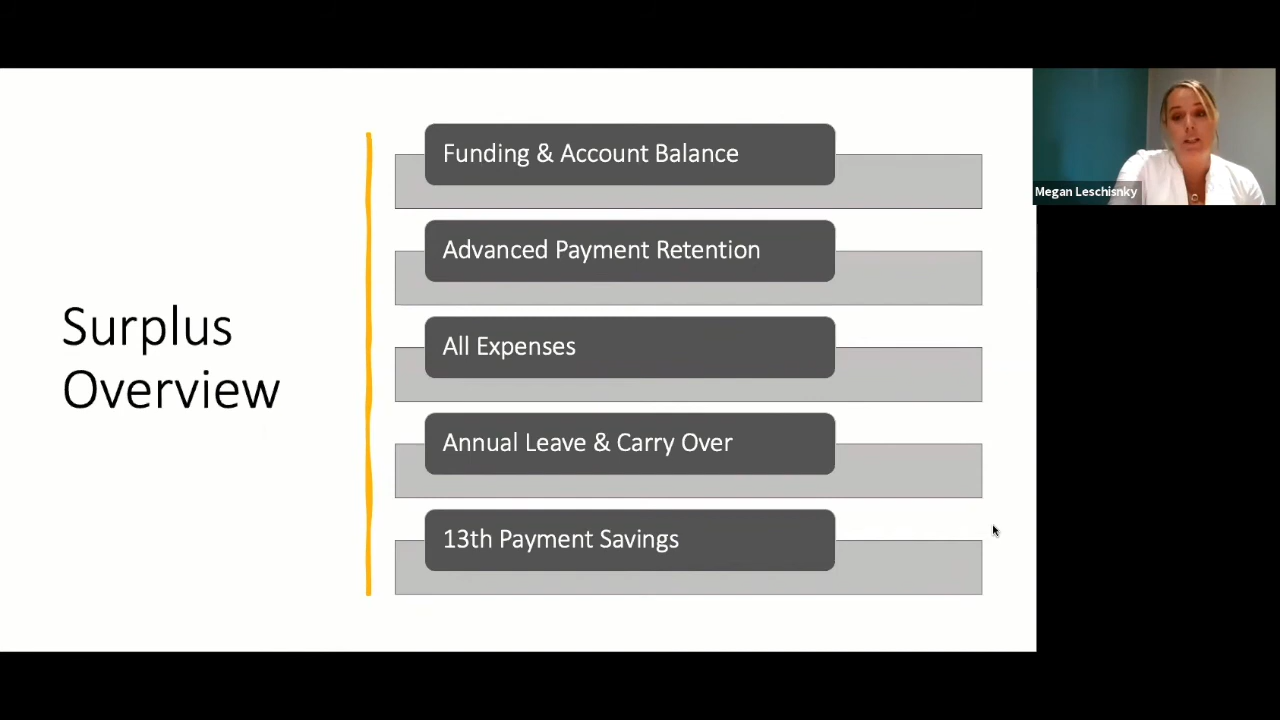 Surplus
Overview
Funding & Account Balance
Advanced Payment Retention
All Expenses
Annual Leave & Carry Over
13th Payment Savings
Megan Leschisnky